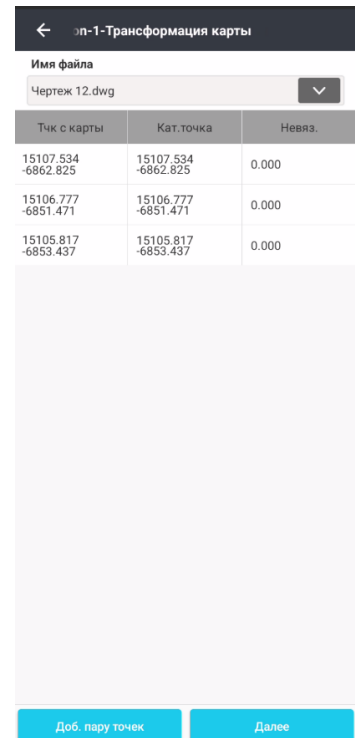 n-1-Трансформация карты
Имя файла
Чертеж 12.dwg
Тчк с карты Кат.точка Невяз.
15107.534 15107.534
-6862.825 -6862.825 0.000
15106.777 15106.777
-6851.471 -6851.471 0.000
15105.817 15105.817
-6853.437 -6853.437 0.000
Доб. пару точек Далее